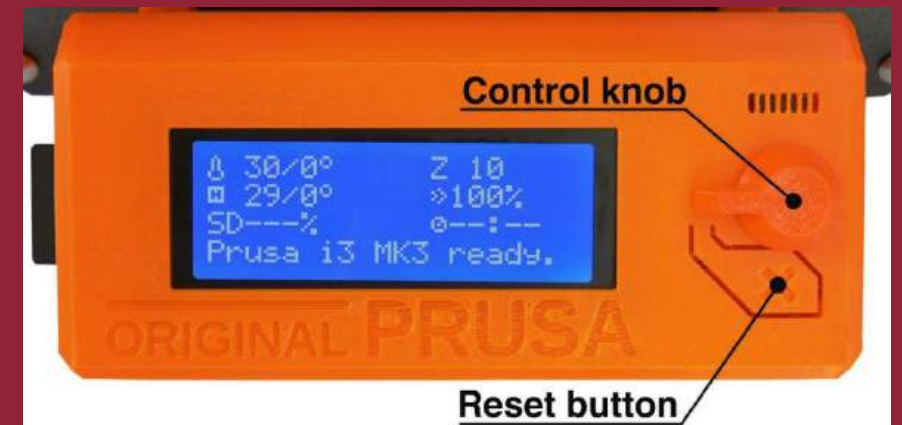 Control knob
30/0° Z 10
H 29/0° »100%
SD---% --:--
Prusa i3 MK3 ready.
ORIGINAL PRUSA
Reset button